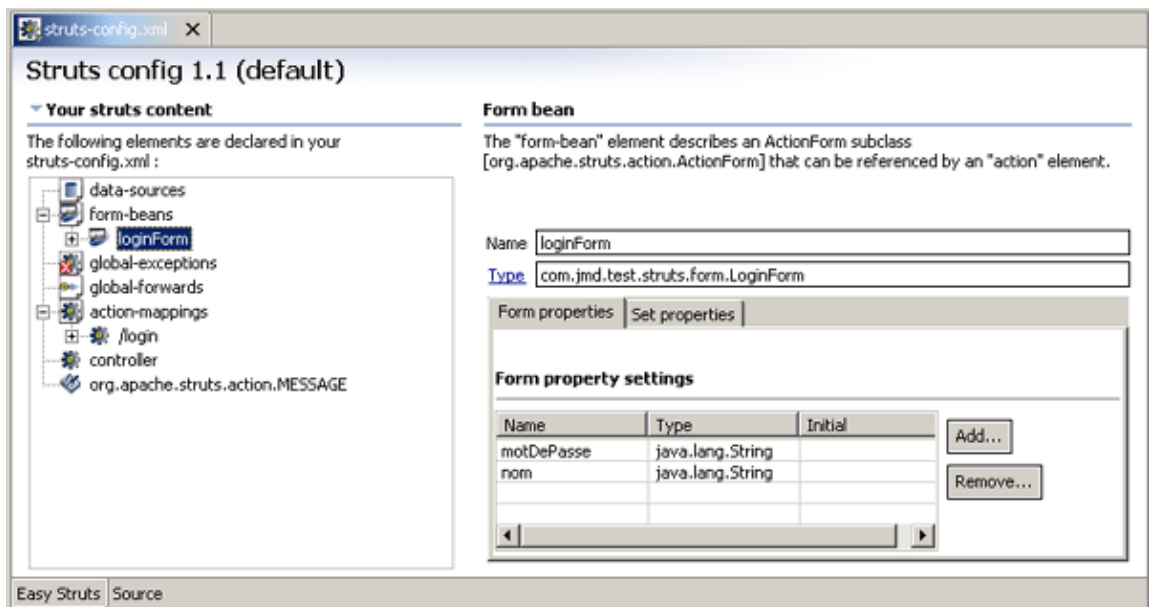 struts-config.xml
Struts config 1.1 (default)
Your struts content
The following elements are declared in your
struts-config.xml :
data-sources
form-beans
loginForm
global-exceptions
global-forwards
action-mappings
/login
controller
org.apache.struts.action.MESSAGE
Form bean
The "form-bean" element describes an ActionForm subclass
[org.apache.struts.action.ActionForm] that can be referenced by an "action" element.
Name loginForm
Type com.jmd.test.struts.form.LoginForm
Form properties Set properties
Form property settings
Name Type Initial
motDePasse java.lang.String
nom java.lang.String
Add...
Remove...
Easy Struts Source